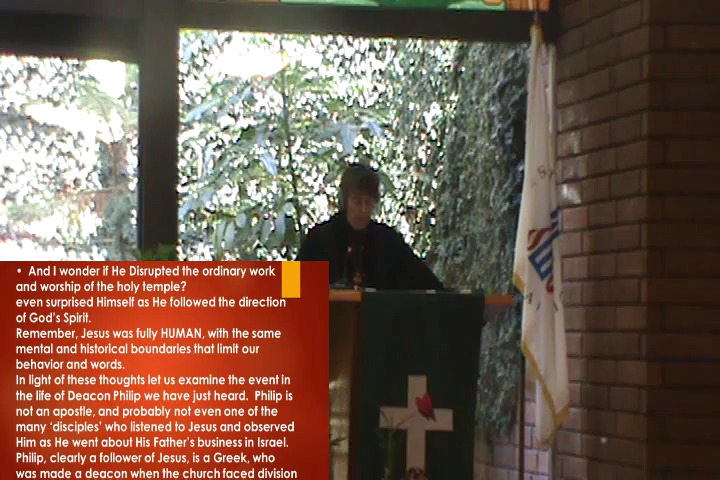 • And I wonder if He Disrupted the ordinary work
and worship of the holy temple?
even surprised Himself as He followed the direction
of God's Spirit.
Remember, Jesus was fully HUMAN, with the same
mental and historical boundaries that limit our
behavior and words.
In light of these thoughts let us examine the event in
the life of Deacon Philip we have just heard.  Philip is
not an apostle, and probably not even one of the
many 'disciples' who listened to Jesus and observed
Him as He went about His Father's business in Israel.
Philip, clearly a follower of Jesus, is a Greek, who
was made a deacon when the church faced division